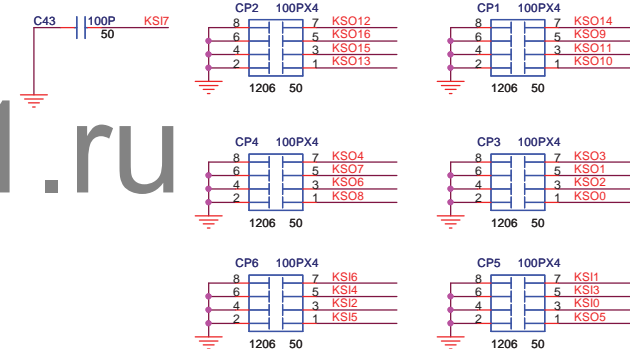 C43 100P KSI7
50
CP2 100PX4
8 7 KSO12
6 5 KSO16
4 3 KSO15
2 1 KSO13
1206 50
CP1 100PX4
8 7 KSO14
6 5 KSO9
4 3 KSO11
2 1 KSO10
1206 50
1.ru
CP4 100PX4
8 7 KSO4
6 5 KSO7
4 3 KSO6
2 1 KSO8
1206 50
CP3 100PX4
8 7 KSO3
6 5 KSO1
4 3 KSO2
2 1 KSO0
1206 50
CP6 100PX4
8 7 KSI6
6 5 KSI4
4 3 KSI2
2 1 KSI5
1206 50
CP5 100PX4
8 7 KSI1
6 5 KSI3
4 3 KSI0
2 1 KSO5
1206 50